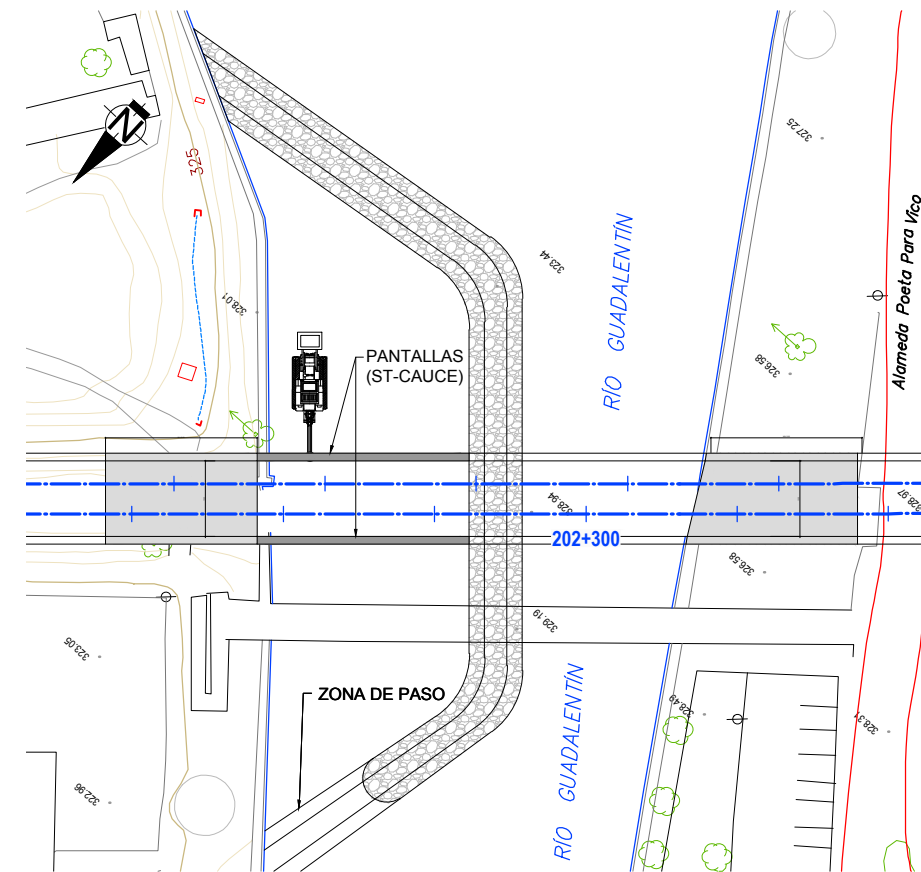 N
325
327.25
Alameda Poeta Para Vico
RÍO GUADALENTÍN
323.44
328.01
PANTALLAS
(ST-CAUCE)
326.58
328.94
328.97
202+300
326.58
329.19
323.05
ZONA DE PASO
RÍO GUADALENTÍN
328.49
328.31
322.96